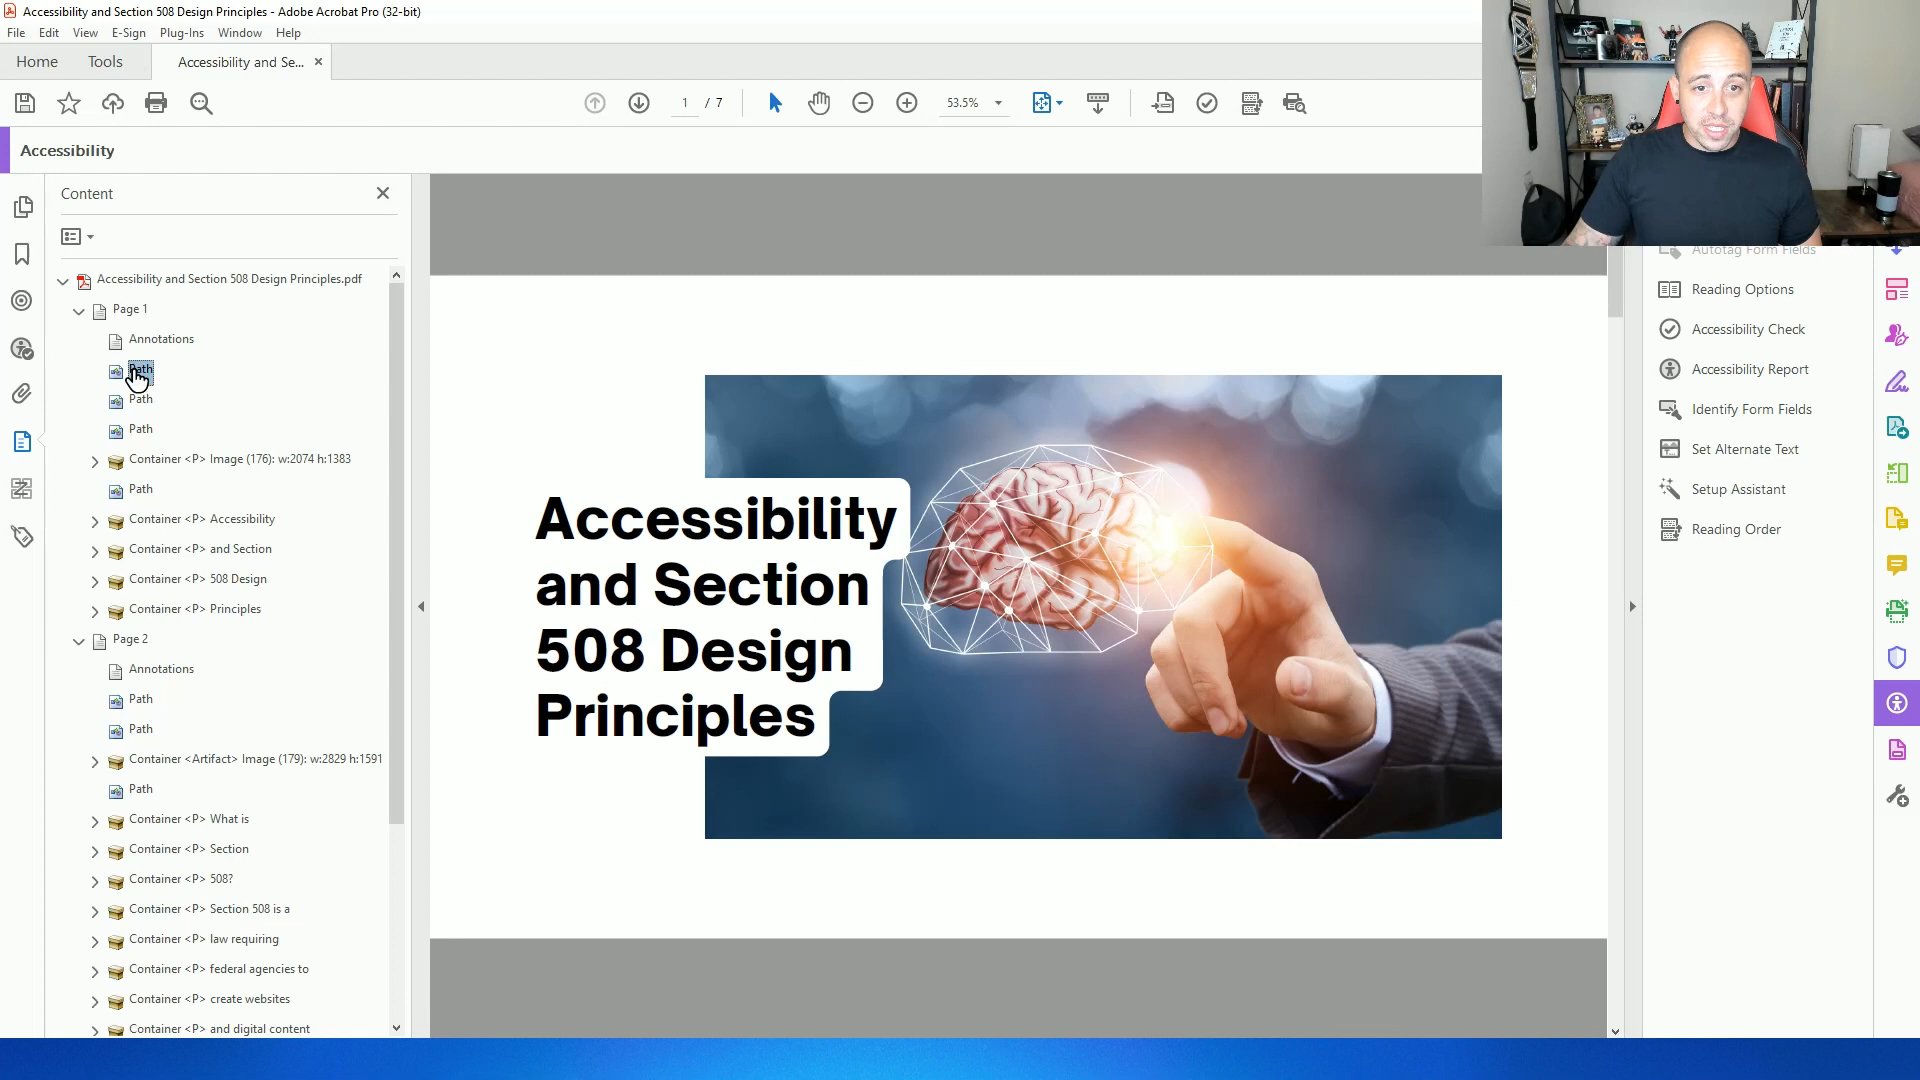 Accessibility and Section 508 Design Principles - Adobe Acrobat Pro (32-bit)
File Edit View E-Sign Plug-Ins Window Help
Home Tools Accessibility and Se... ×
1 / 7 53.5%
Accessibility
Content
Accessibility and Section 508 Design Principles.pdf
Page 1
Annotations
Path
Path
Path
Container <P> Image (176): w:2074 h:1383
Path
Container <P> Accessibility
Container <P> and Section
Container <P> 508 Design
Container <P> Principles
Page 2
Annotations
Path
Path
Container <Artifact> Image (179): w:2829 h:1591
Path
Container <P> What is
Container <P> Section
Container <P> 508?
Container <P> Section 508 is a
Container <P> law requiring
Container <P> federal agencies to
Container <P> create websites
Container <P> and digital content
Accessibility
and Section
508 Design
Principles
Autotag Form Fields
Reading Options
Accessibility Check
Accessibility Report
Identify Form Fields
Set Alternate Text
Setup Assistant
Reading Order